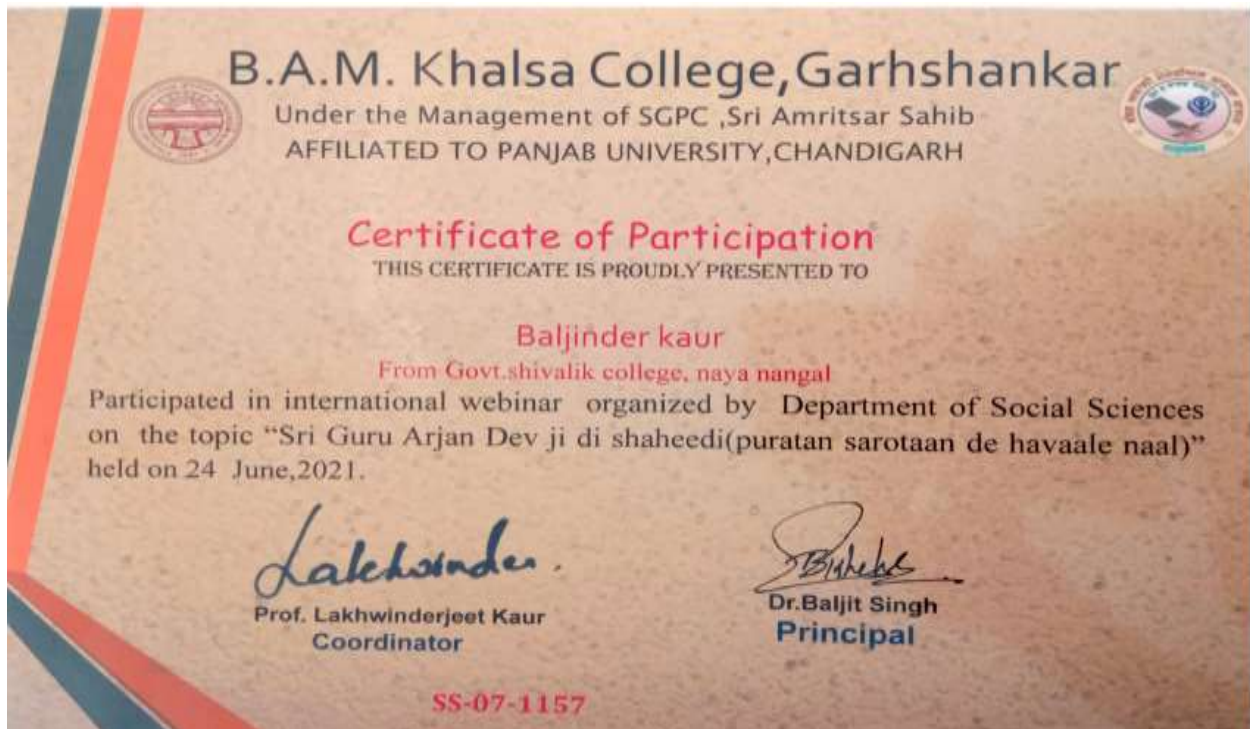 B.A.M. Khalsa College,Garhshankar
Under the Management of SGPC ,Sri Amritsar Sahib
AFFILIATED TO PANJAB UNIVERSITY,CHANDIGARH
Certificate of Participation
THIS CERTIFICATE IS PROUDLY PRESENTED TO
Baljinder kaur
From Govt.shivalik college, naya nangal
Participated in international webinar organized by Department of Social Sciences
on the topic “Sri Guru Arjan Dev ji di shaheedi(puratan sarotaan de havaale naal)”
held on 24 June,2021.
Lakhwinder.
Prof. Lakhwinderjeet Kaur
Coordinator
Dr.Baljit Singh
Principal
SS-07-1157